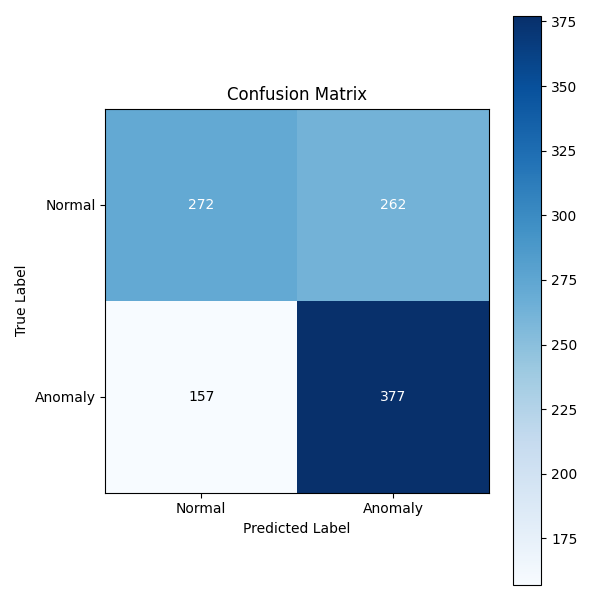 Confusion Matrix
True Label
Normal
272
262
Anomaly
157
377
Normal
Anomaly
Predicted Label
375
350
325
300
275
250
225
200
175